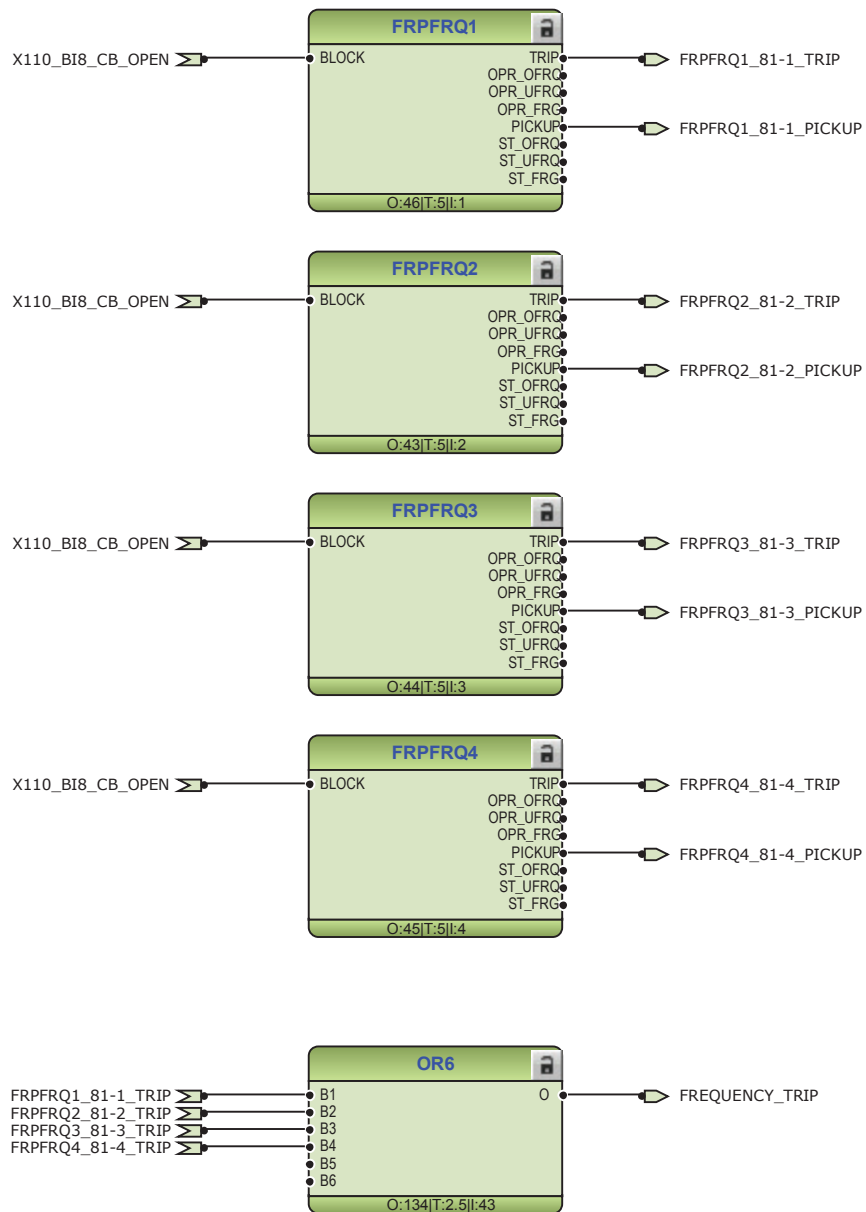 FRPFRQ1
X110_BI8_CB_OPEN
BLOCK
TRIP
FRPFRQ1_81-1_TRIP
OPR_OFRQ
OPR_UFRQ
OPR_FRG
PICKUP
FRPFRQ1_81-1_PICKUP
ST_OFRQ
ST_UFRQ
ST_FRG
O:46|T:5|I:1
FRPFRQ2
X110_BI8_CB_OPEN
BLOCK
TRIP
FRPFRQ2_81-2_TRIP
OPR_OFRQ
OPR_UFRQ
OPR_FRG
PICKUP
FRPFRQ2_81-2_PICKUP
ST_OFRQ
ST_UFRQ
ST_FRG
O:43|T:5|I:2
FRPFRQ3
X110_BI8_CB_OPEN
BLOCK
TRIP
FRPFRQ3_81-3_TRIP
OPR_OFRQ
OPR_UFRQ
OPR_FRG
PICKUP
FRPFRQ3_81-3_PICKUP
ST_OFRQ
ST_UFRQ
ST_FRG
O:44|T:5|I:3
FRPFRQ4
X110_BI8_CB_OPEN
BLOCK
TRIP
FRPFRQ4_81-4_TRIP
OPR_OFRQ
OPR_UFRQ
OPR_FRG
PICKUP
FRPFRQ4_81-4_PICKUP
ST_OFRQ
ST_UFRQ
ST_FRG
O:45|T:5|I:4
OR6
FRPFRQ1_81-1_TRIP
B1
O
FREQUENCY_TRIP
FRPFRQ2_81-2_TRIP
B2
FRPFRQ3_81-3_TRIP
B3
FRPFRQ4_81-4_TRIP
B4
B5
B6
O:134|T:2.5|I:43